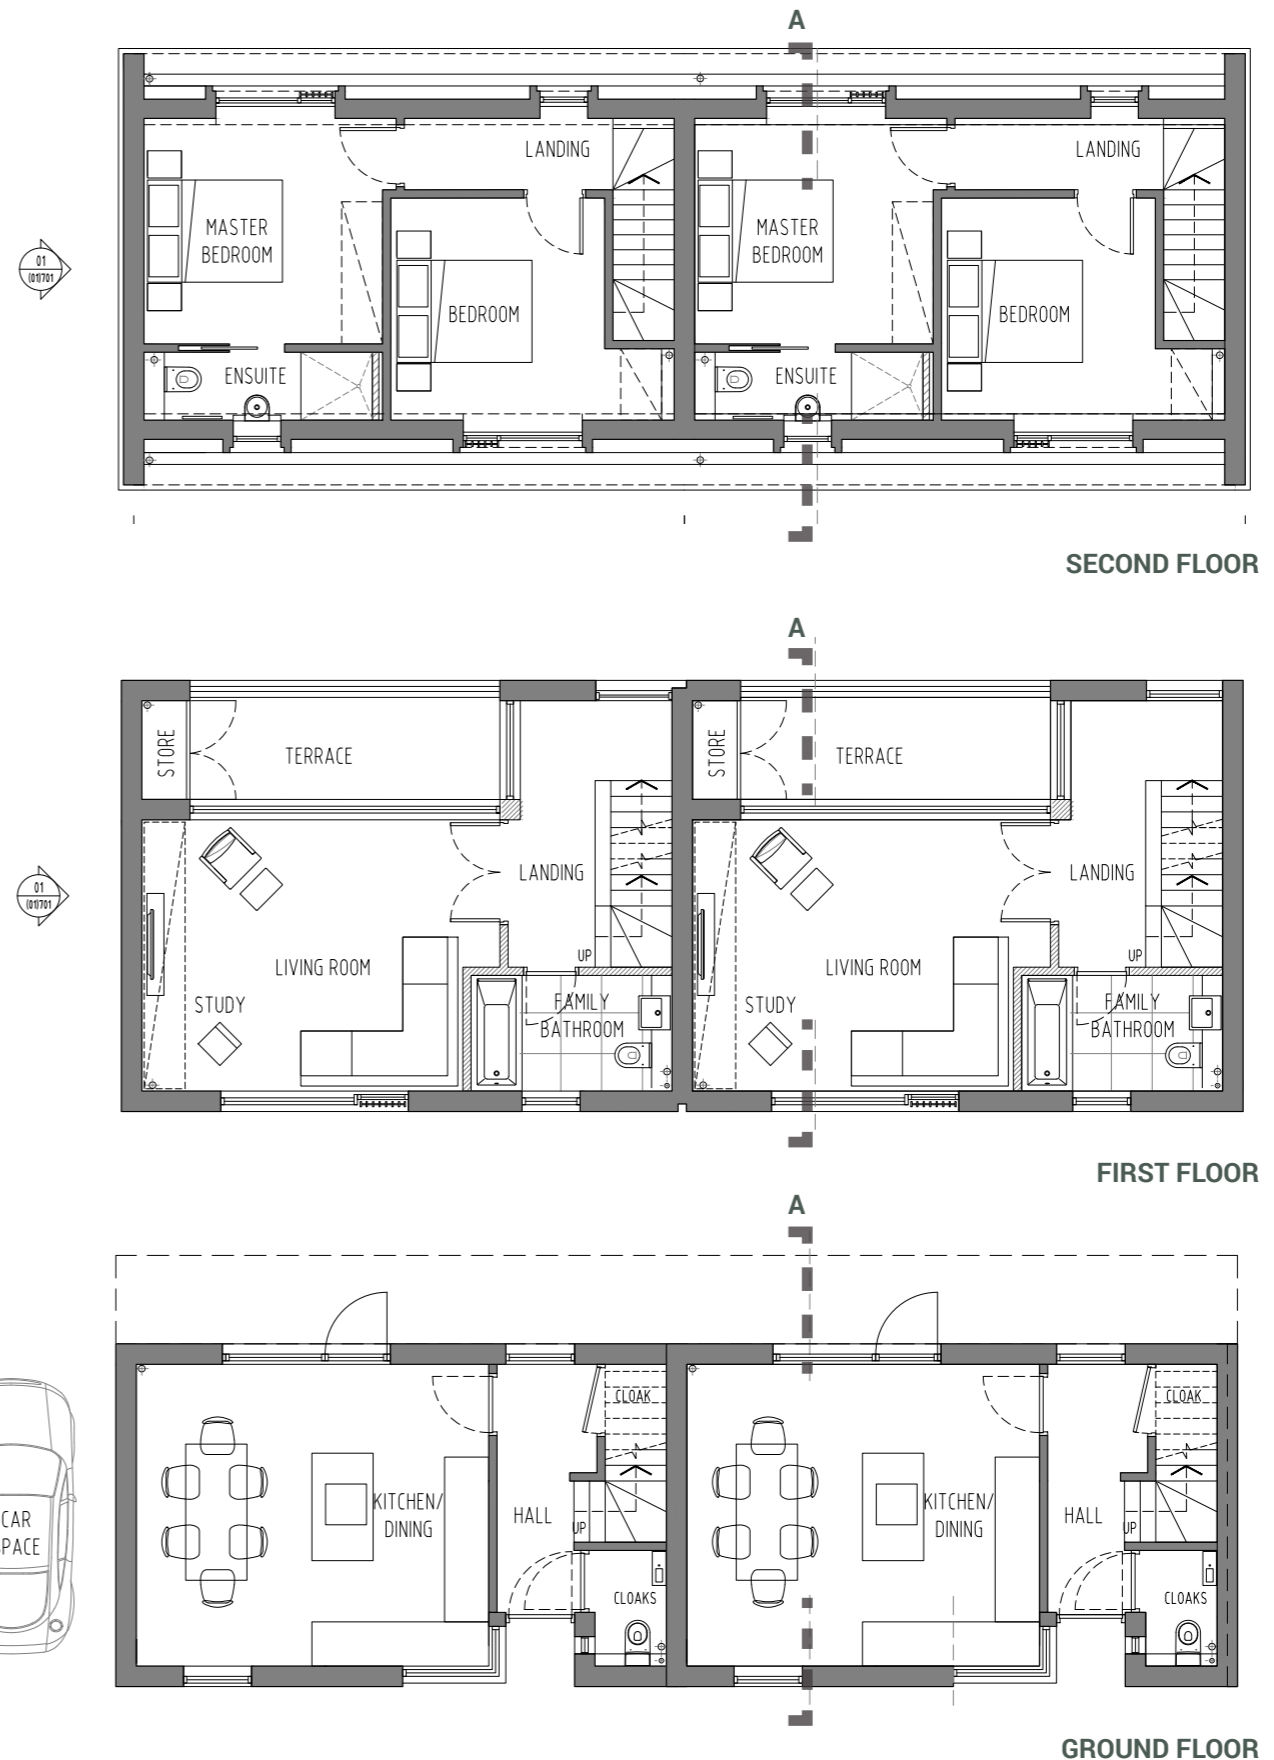 A
LANDING
LANDING
MASTER
BEDROOM
MASTER
BEDROOM
01
(01)701
BEDROOM
BEDROOM
ENSUITE
ENSUITE
SECOND FLOOR
A
STORE
TERRACE
STORE
TERRACE
01
(01)701
LANDING
LANDING
LIVING ROOM
UP
LIVING ROOM
UP
STUDY
FAMILY
BATHROOM
STUDY
FAMILY
BATHROOM
FIRST FLOOR
A
CLOAK
CLOAK
CAR
PACE
KITCHEN/
DINING
HALL
UP
KITCHEN/
DINING
HALL
UP
CLOAKS
CLOAKS
GROUND FLOOR